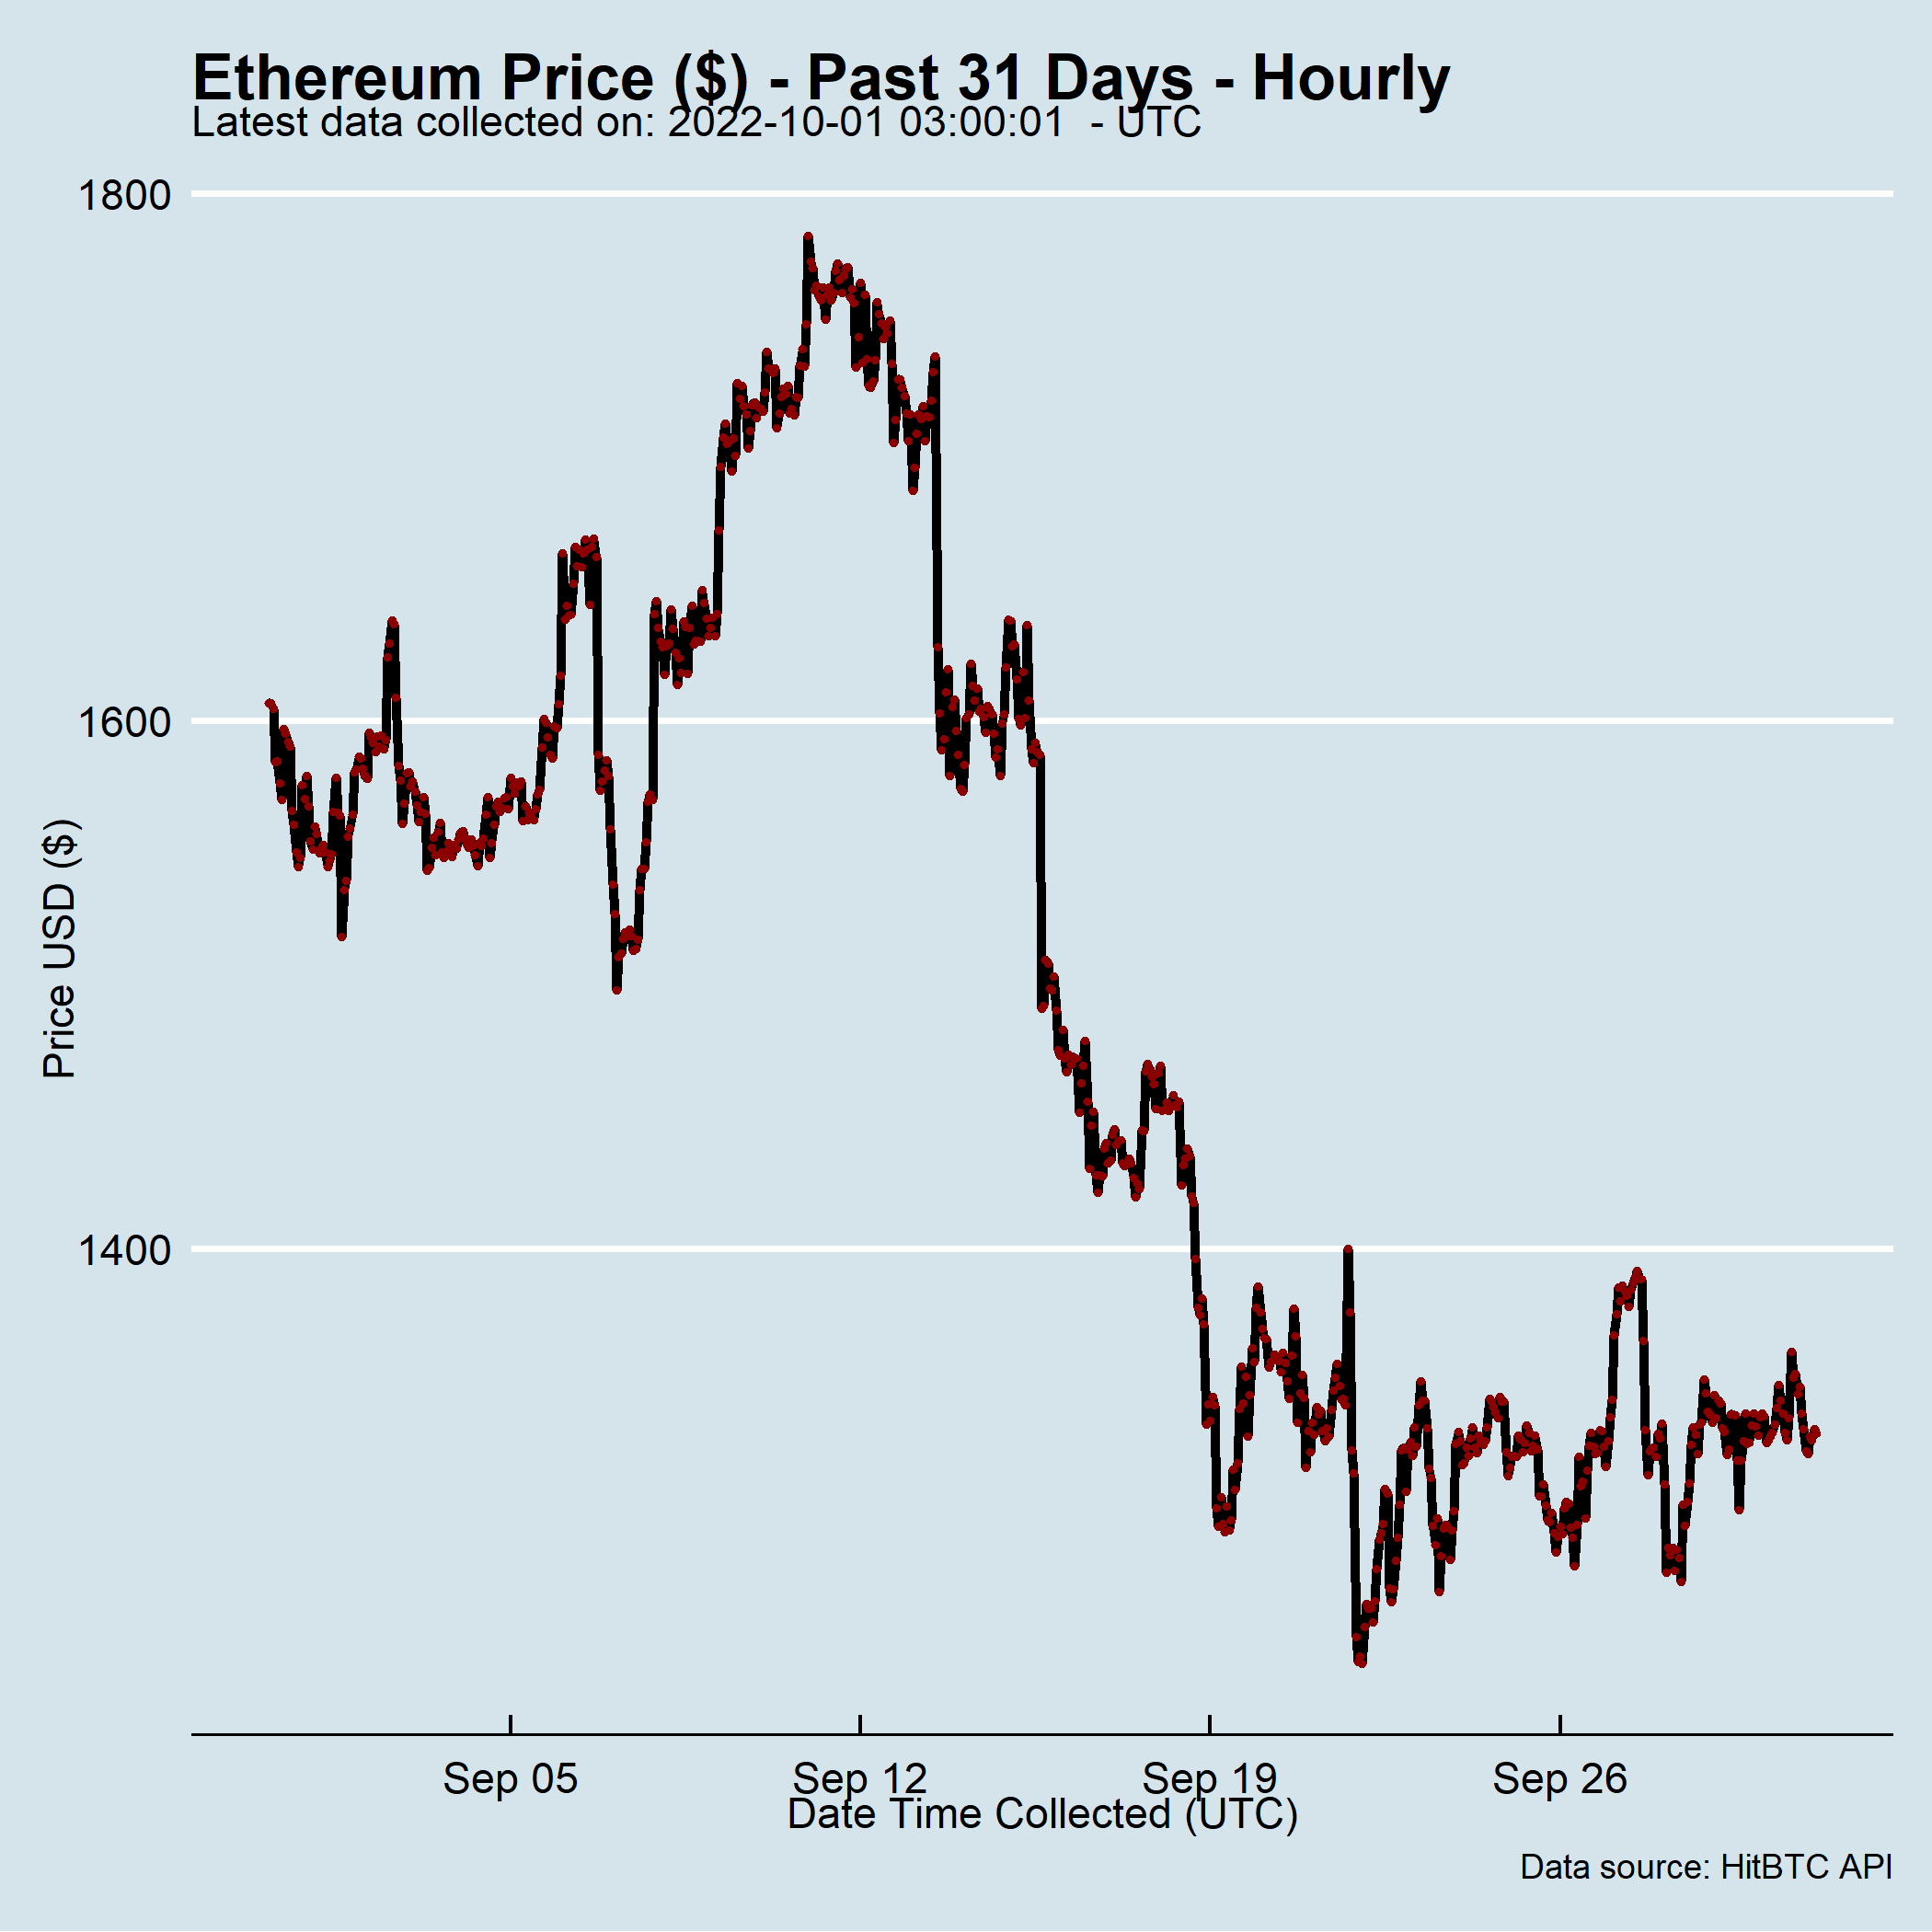 Ethereum Price ($) - Past 31 Days - Hourly
Latest data collected on: 2022-10-01 03:00:01  - UTC
1800
1600
1400
Price USD ($)
Sep 05
Sep 12
Sep 19
Sep 26
Date Time Collected (UTC)
Data source: HitBTC API